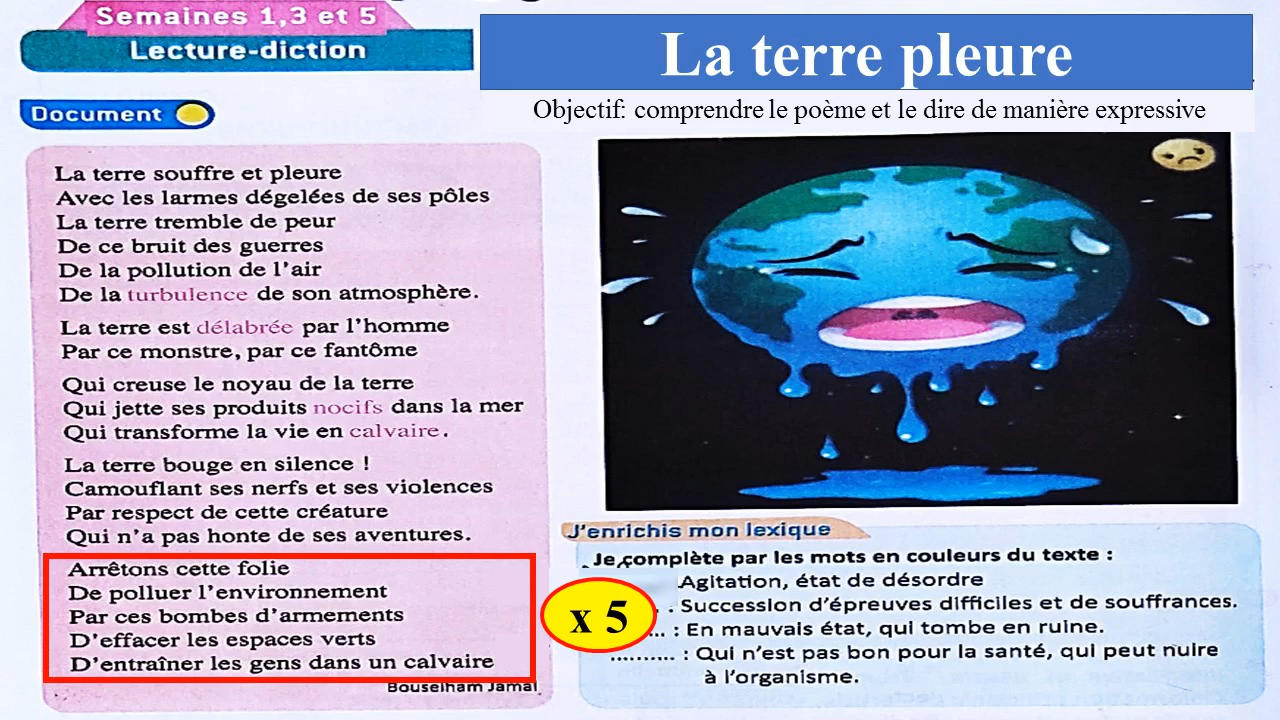 Semaines 1,3 et 5
Lecture-diction
La terre pleure
Objectif: comprendre le poème et le dire de manière expressive
Document
La terre souffre et pleure
Avec les larmes dégelées de ses pôles
La terre tremble de peur
De ce bruit des guerres
De la pollution de l'air
De la turbulence de son atmosphère.
La terre est délabrée par l'homme
Par ce monstre, par ce fantôme
Qui creuse le noyau de la terre
Qui jette ses produits nocifs dans la mer
Qui transforme la vie en calvaire.
La terre bouge en silence !
Camouflant ses nerfs et ses violences
Par respect de cette créature
Qui n'a pas honte de ses aventures.
Arrêtons cette folie
De polluer l'environnement
Par ces bombes d'armements
D'effacer les espaces verts
D'entraîner les gens dans un calvaire
Bouselham Jamal
x 5
J'enrichis mon lexique
Je complète par les mots en couleurs du texte :
Agitation, état de désordre
. : Succession d'épreuves difficiles et de souffrances.
... : En mauvais état, qui tombe en ruine.
.......... : Qui n'est pas bon pour la santé, qui peut nuire
à l'organisme.